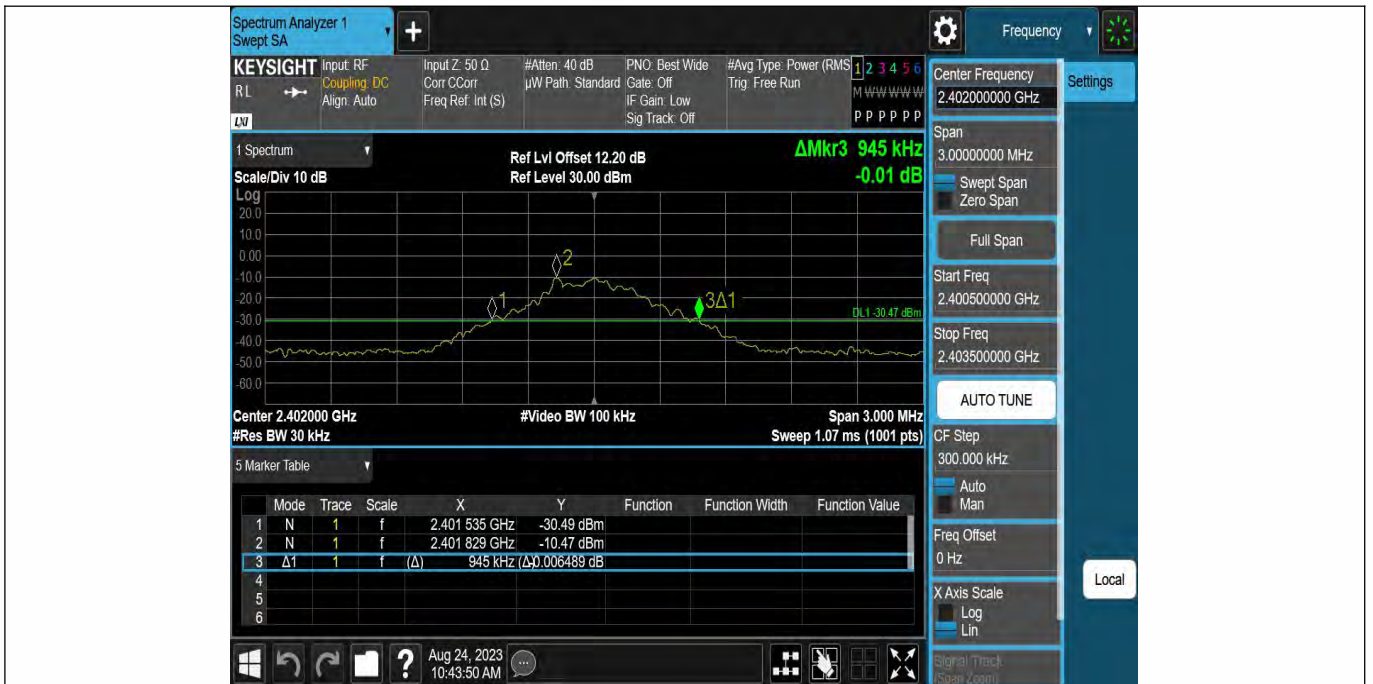 Spectrum Analyzer 1
Swept SA
+
Frequency
KEYSIGHT
RL
LXI
Input: RF
Coupling: DC
Align: Auto
Input Z: 50 Ω
Corr CCorr
Freq Ref: Int (S)
#Atten: 40 dB
µW Path: Standard
PNO: Best Wide
Gate: Off
IF Gain: Low
Sig Track: Off
#Avg Type: Power (RMS
Trig: Free Run
1 2 3 4 5 6
M W W W W W
P P P P P P
1 Spectrum
Scale/Div 10 dB
Ref Lvl Offset 12.20 dB
Ref Level 30.00 dBm
ΔMkr3 945 kHz
-0.01 dB
Log
20.0
10.0
0.00
-10.0
-20.0
-30.0
-40.0
-50.0
-60.0
2
1
3Δ1
DL1 -30.47 dBm
Center 2.402000 GHz
#Video BW 100 kHz
Span 3.000 MHz
#Res BW 30 kHz
Sweep 1.07 ms (1001 pts)
5 Marker Table
Mode Trace Scale X Y Function Function Width Function Value
1 N 1 f 2.401 535 GHz -30.49 dBm
2 N 1 f 2.401 829 GHz -10.47 dBm
3 Δ1 1 f (Δ) 945 kHz (Δ) -0.006489 dB
4
5
6
?
Aug 24, 2023
10:43:50 AM
Center Frequency
2.402000000 GHz
Settings
Span
3.00000000 MHz
Swept Span
Zero Span
Full Span
Start Freq
2.400500000 GHz
Stop Freq
2.403500000 GHz
AUTO TUNE
CF Step
300.000 kHz
Auto
Man
Freq Offset
0 Hz
X Axis Scale
Log
Lin
Signal Track
(Span Zoom)
Local